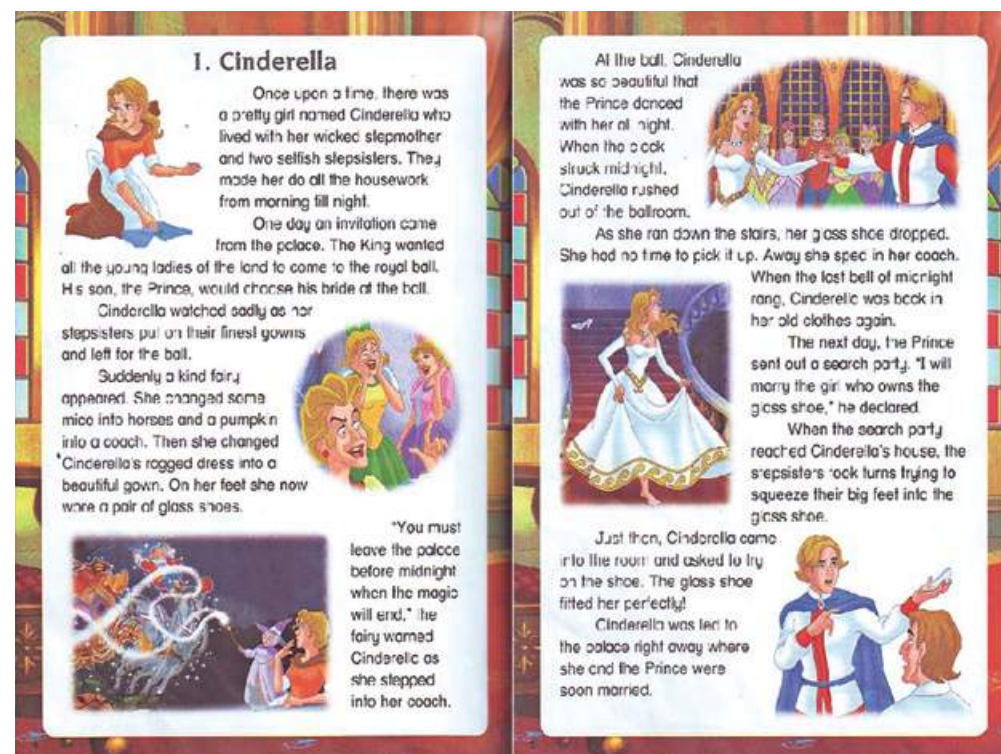 1. Cinderella
Once upon a time, there was
a pretty girl named Cinderella who
lived with her wicked stepmother
and two selfish stepsisters. They
made her do all the housework
from morning till night.
One day an invitation came
from the palace. The King wanted
all the young ladies of the land to come to the royal ball.
His son, the Prince, would choose his bride at the ball.
Cinderella watched sadly as her
stepsisters put on their finest gowns
and left for the ball.
Suddenly a kind fairy
appeared. She changed some
mice into horses and a pumpkin
into a coach. Then she changed
Cinderella's ragged dress into a
beautiful gown. On her feet she now
wore a pair of glass shoes.
"You must
leave the palace
before midnight
when the magic
will end," the
fairy warned
Cinderella as
she stepped
into her coach.
At the ball, Cinderella
was so beautiful that
the Prince danced
with her all night.
When the clock
struck midnight,
Cinderella rushed
out of the ballroom.
As she ran down the stairs, her glass shoe dropped.
She had no time to pick it up. Away she sped in her coach.
When the last bell of midnight
rang, Cinderella was back in
her old clothes again.
The next day, the Prince
sent out a search party. "I will
marry the girl who owns the
glass shoe," he declared.
When the search party
reached Cinderella's house, the
stepsisters took turns trying to
squeeze their big feet into the
glass shoe.
Just then, Cinderella came
into the room and asked to try
on the shoe. The glass shoe
fitted her perfectly!
Cinderella was led to
the palace right away where
she and the Prince were
soon married.